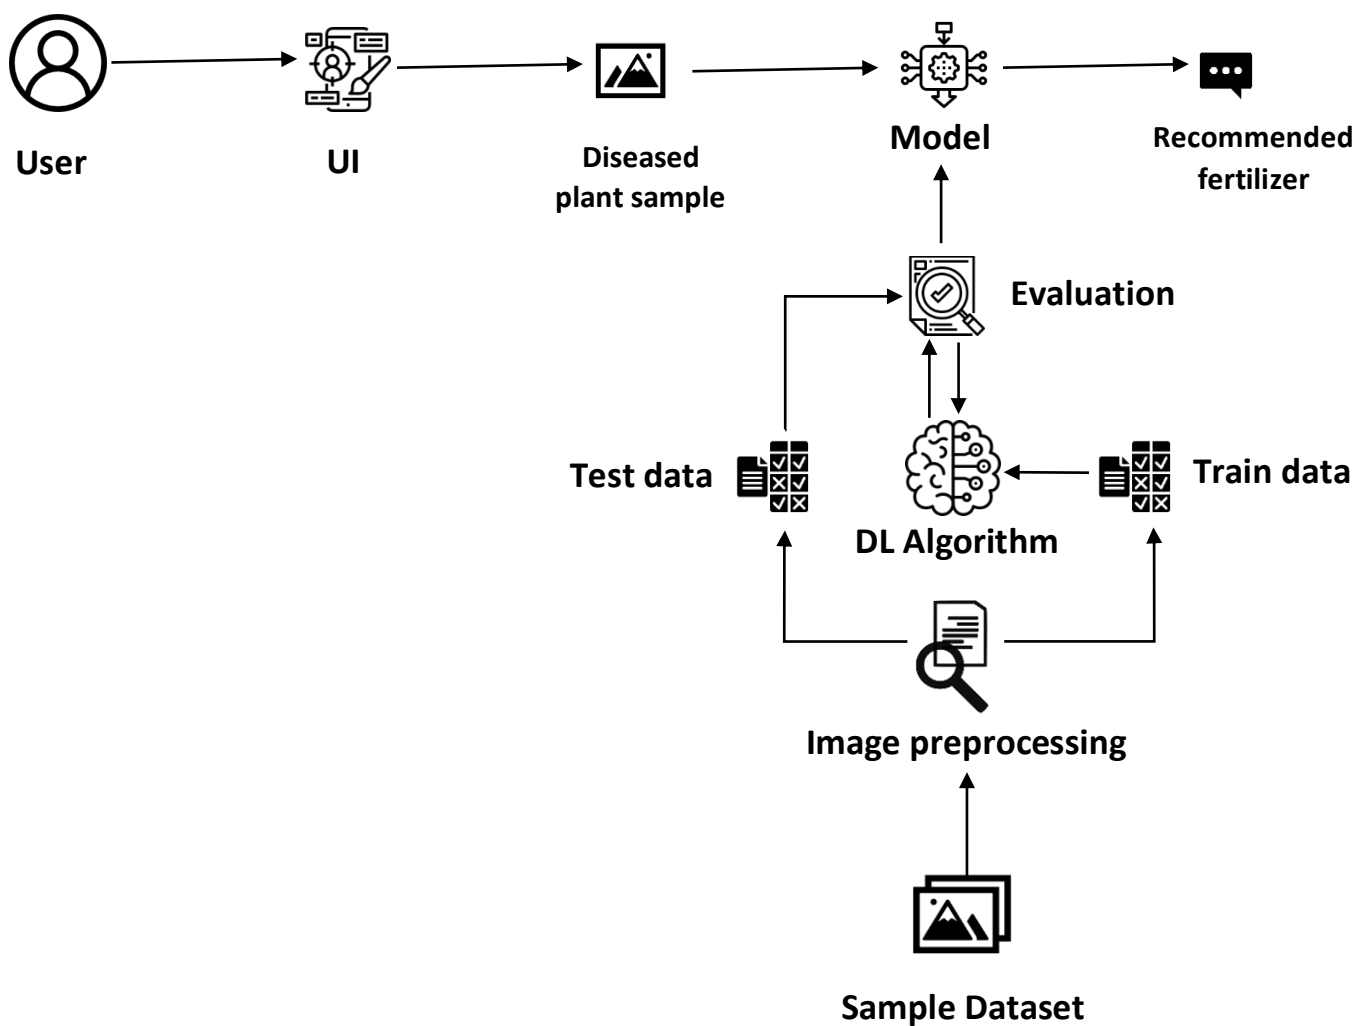 User
UI
Diseased
plant sample
Model
Recommended
fertilizer
Evaluation
Test data
Train data
DL Algorithm
Image preprocessing
Sample Dataset